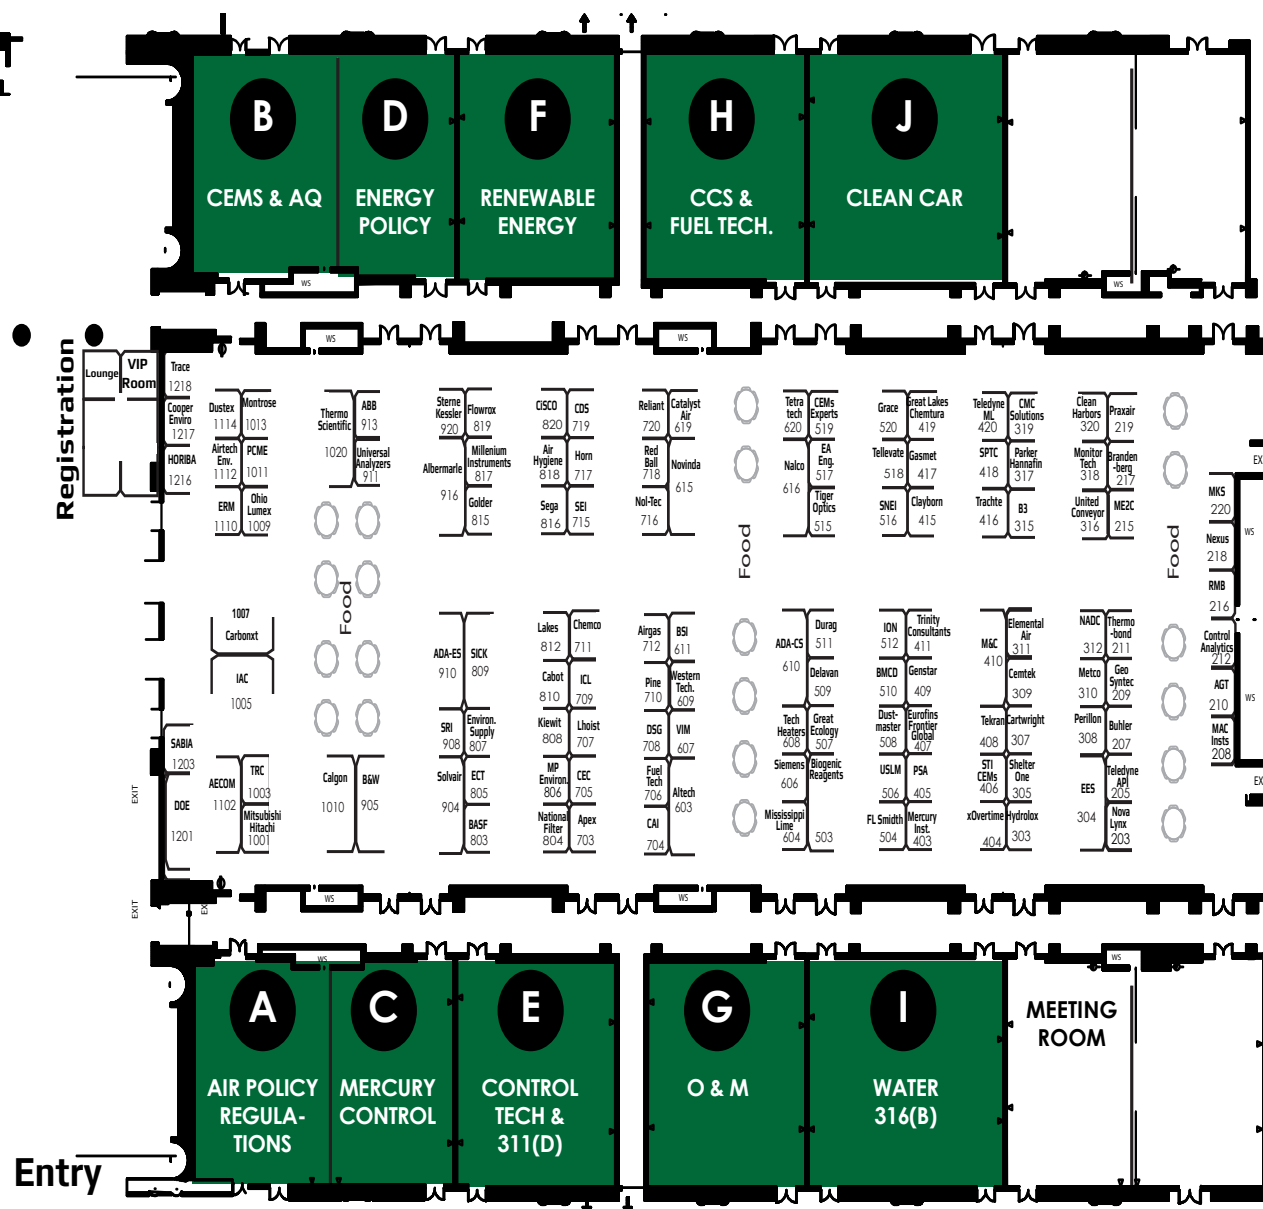 B
D
F
H
J
CEMS & AQ
ENERGY
POLICY
RENEWABLE
ENERGY
CCS &
FUEL TECH.
CLEAN CAR
WS
WS
WS
WS
Registration
Lounge
VIP
Room
Trace
1218
Cooper
Enviro
1217
HORIBA
1216
Dustex
1114
Montrose
1013
Airtech
Env.
1112
PCME
1011
ERM
1110
Ohio
Lumex
1009
Thermo
Scientific
1020
ABB
913
Universal
Analyzers
911
Sterne
Kessler
920
Flowrox
819
Albermarle
916
Millenium
Instruments
817
Golder
815
CISCO
820
CDS
719
Air
Hygiene
818
Horn
717
Sega
816
SEI
715
Reliant
720
Catalyst
Air
619
Red
Ball
718
Novinda
615
Nol-Tec
716
Tetra
tech
620
CEMs
Experts
519
Nalco
616
EA
Eng.
517
Tiger
Optics
515
Grace
520
Great Lakes
Chemtura
419
Tellevate
518
Gasmet
417
SNEI
516
Clayborn
415
Teledyne
ML
420
CMC
Solutions
319
SPTC
418
Parker
Hannafin
317
Trachte
416
B3
315
Clean
Harbors
320
Praxair
219
Monitor
Tech
318
Branden
-berg
217
United
Conveyor
316
ME2C
215
MKS
220
Nexus
218
RMB
216
Control
Analytics
212
AGT
210
MAC
Insts
208
EX
WS
WS
EX
Food
Food
Food
1007
Carbonxt
IAC
1005
ADA-ES
910
SICK
809
SRI
908
Environ.
Supply
807
Solvair
904
ECT
805
BASF
803
Lakes
812
Chemco
711
Cabot
810
ICL
709
Kiewit
808
Lhoist
707
MP
Environ.
806
CEC
705
National
Filter
804
Apex
703
Airgas
712
BSI
611
Pine
710
Western
Tech.
609
DSG
708
VIM
607
Fuel
Tech
706
Altech
603
CAI
704
ADA-CS
610
Durag
511
Delavan
509
Tech
Heaters
608
Great
Ecology
507
Siemens
606
Biogenic
Reagents
503
Mississippi
Lime
604
ION
512
Trinity
Consultants
411
BMCD
510
Genstar
409
Dust-
master
508
Eurofins
Frontier
Global
407
USLM
506
PSA
405
FL Smidth
504
Mercury
Inst.
403
M&C
410
Elemental
Air
311
Cemtek
309
Tekran
408
Cartwright
307
STI
CEMs
406
Shelter
One
305
xOvertime
404
Hydrolox
303
NADC
312
Thermo
-bond
211
Metco
310
Geo
Syntec
209
Perillon
308
Buhler
207
EES
304
Teledyne
API
205
Nova
Lynx
203
SABIA
1203
DOE
1201
AECOM
1102
TRC
1003
Mitsubishi
Hitachi
1001
Calgon
1010
B&W
905
EXIT
EXIT
EX
WS
WS
WS
WS
A
C
E
G
I
AIR POLICY
REGULA-
TIONS
MERCURY
CONTROL
CONTROL
TECH &
311(D)
O & M
WATER
316(B)
MEETING
ROOM
Entry